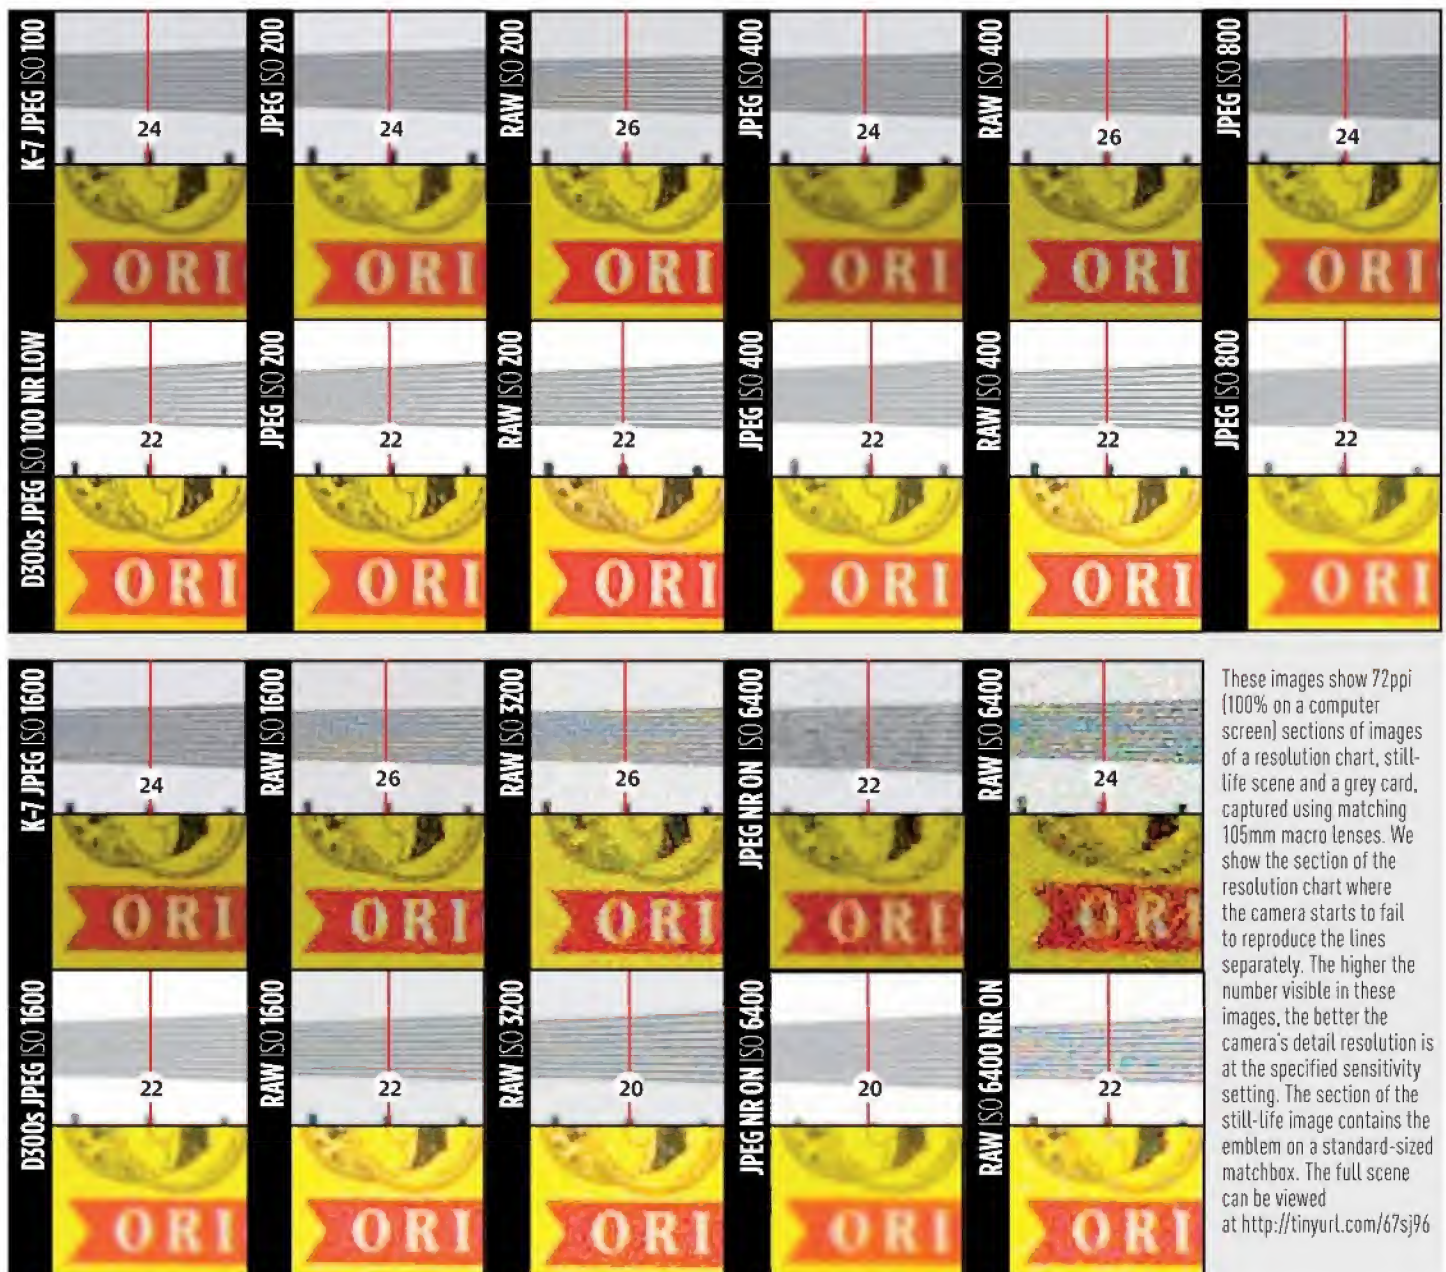 K-7 JPEG ISO 100
24
ORI
JPEG ISO 200
24
ORI
RAW ISO 200
26
ORI
JPEG ISO 400
24
ORI
RAW ISO 400
26
ORI
JPEG ISO 800
24
ORI
D300s JPEG ISO 100 NR LOW
22
ORI
JPEG ISO 200
22
ORI
RAW ISO 200
22
ORI
JPEG ISO 400
22
ORI
RAW ISO 400
22
ORI
JPEG ISO 800
22
ORI
K-7 JPEG ISO 1600
24
ORI
RAW ISO 1600
26
ORI
RAW ISO 3200
26
ORI
JPEG NR ON ISO 6400
22
ORI
RAW ISO 6400
24
ORI
D300s JPEG ISO 1600
22
ORI
RAW ISO 1600
22
ORI
RAW ISO 3200
20
ORI
JPEG NR ON ISO 6400
20
ORI
RAW ISO 6400 NR ON
22
ORI
These images show 72ppi
(100% on a computer
screen) sections of images
of a resolution chart, still-
life scene and a grey card,
captured using matching
105mm macro lenses. We
show the section of the
resolution chart where
the camera starts to fail
to reproduce the lines
separately. The higher the
number visible in these
images, the better the
camera's detail resolution is
at the specified sensitivity
setting. The section of the
still-life image contains the
emblem on a standard-sized
matchbox. The full scene
can be viewed
at http://tinyurl.com/67sj96